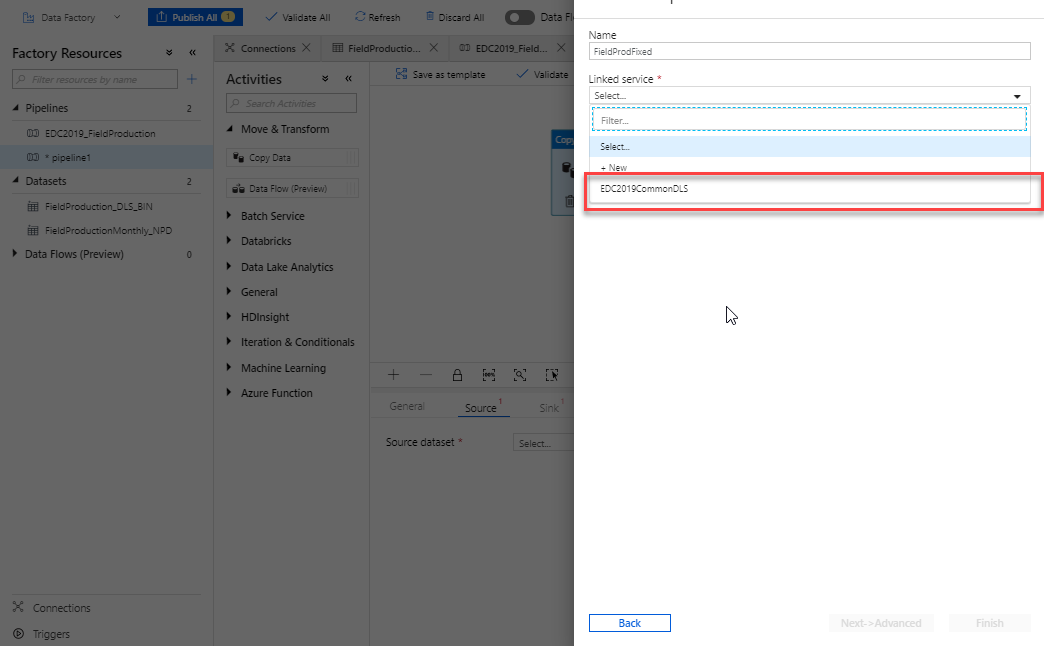 Data Factory
Publish All 1
Validate All
Refresh
Discard All
Data Fl
Factory Resources
Filter resources by name
Pipelines 2
EDC2019_FieldProduction
* pipeline1
Datasets 2
FieldProduction_DLS_BIN
FieldProductionMonthly_NPD
Data Flows (Preview) 0
Connections
Triggers
Connections
FieldProductio...
EDC2019_Field...
Activities
Search Activities
Move & Transform
Copy Data
Data Flow (Preview)
Batch Service
Databricks
Data Lake Analytics
General
HDInsight
Iteration & Conditionals
Machine Learning
Azure Function
Save as template
Validate
Copy
100%
General
Source 1
Sink 1
Source dataset *
Select...
Name
FieldProdFixed
Linked service *
Select...
Filter...
Select...
+ New
EDC2019CommonDLS
Back
Next->Advanced
Finish